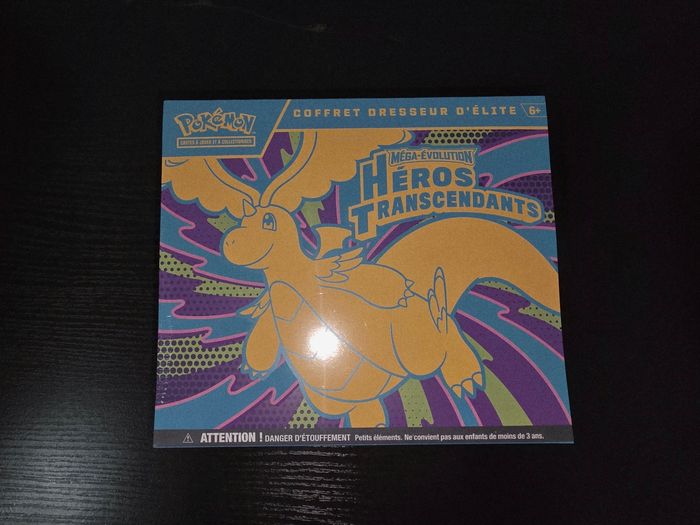 COFFRET DRESSEUR D'ÉLITE 6+
POKéMON
CARTES À JOUER ET À COLLECTIONNER
MÉGA-ÉVOLUTION
HÉROS
TRANSCENDANTS
ATTENTION ! DANGER D'ÉTOUFFEMENT Petits éléments. Ne convient pas aux enfants de moins de 3 ans.